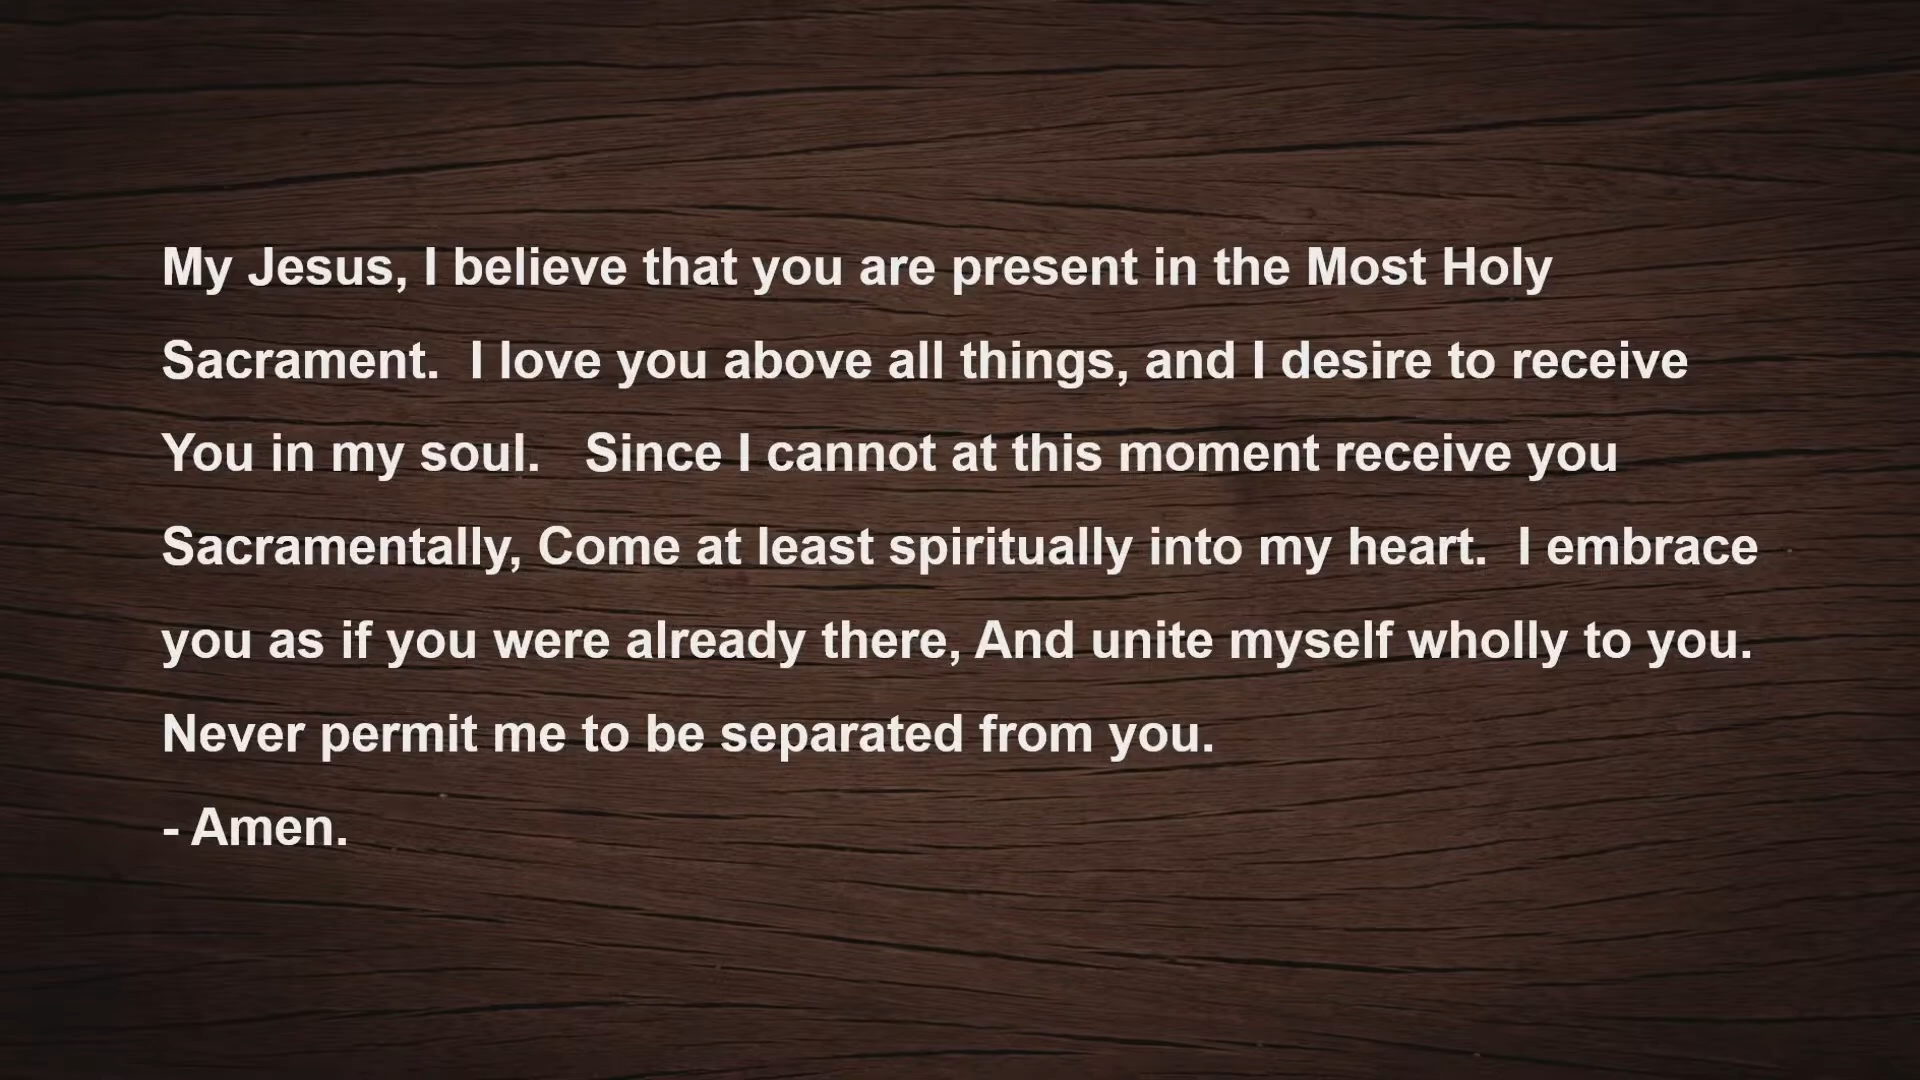 My Jesus, I believe that you are present in the Most Holy
Sacrament.  I love you above all things, and I desire to receive
You in my soul.   Since I cannot at this moment receive you
Sacramentally, Come at least spiritually into my heart.  I embrace
you as if you were already there, And unite myself wholly to you.
Never permit me to be separated from you.
- Amen.